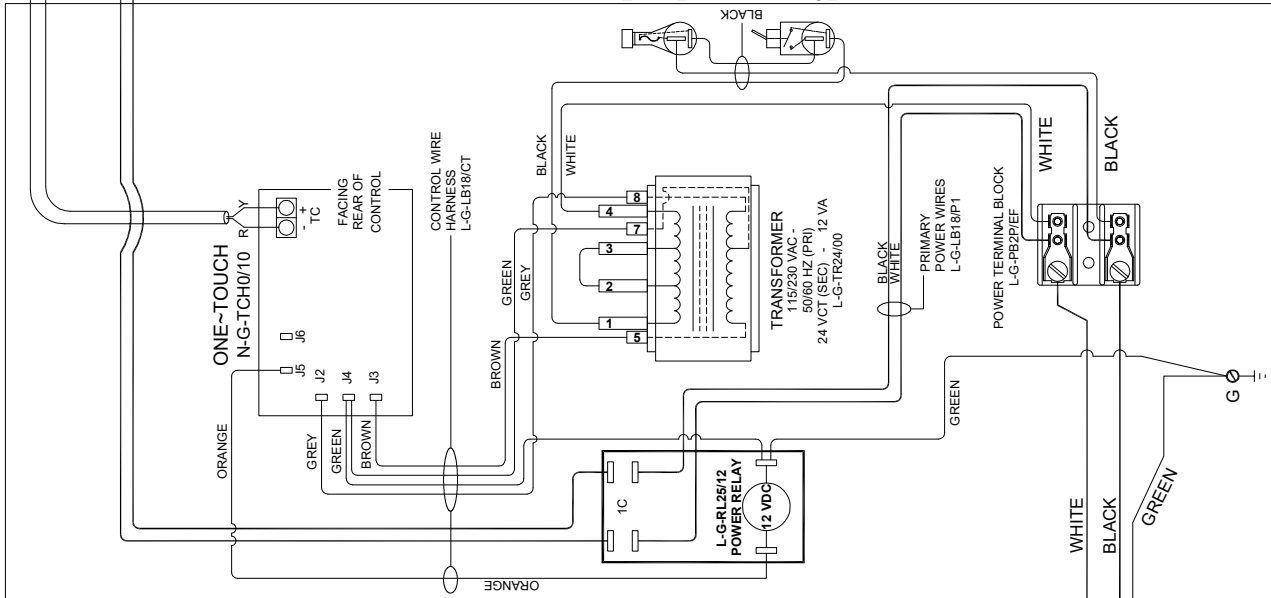 BLACK
BLACK
WHITE
CONTROL WIRE
HARNESS
L-G-LB18/CT
FACING
REAR OF
CONTROL
+
-
TC
Y
R
ONE~TOUCH
N-G-TCH0/10
J6
J5
J2
J4
J3
ORANGE
GREY
GREEN
BROWN
GREEN
GREY
BROWN
8
4
7
3
2
1
5
TRANSFORMER
115/230 VAC -
50/60 HZ (PRI)
24 VCT (SEC) - 12 VA
L-G-TR24/00
BLACK
WHITE
PRIMARY
POWER WIRES
L-G-LB18/P1
POWER TERMINAL BLOCK
L-G-PB2P/EF
WHITE
BLACK
GREEN
G
1C
L-G-RL25/12
POWER RELAY
12 VDC
ORANGE
WHITE
BLACK
GREEN